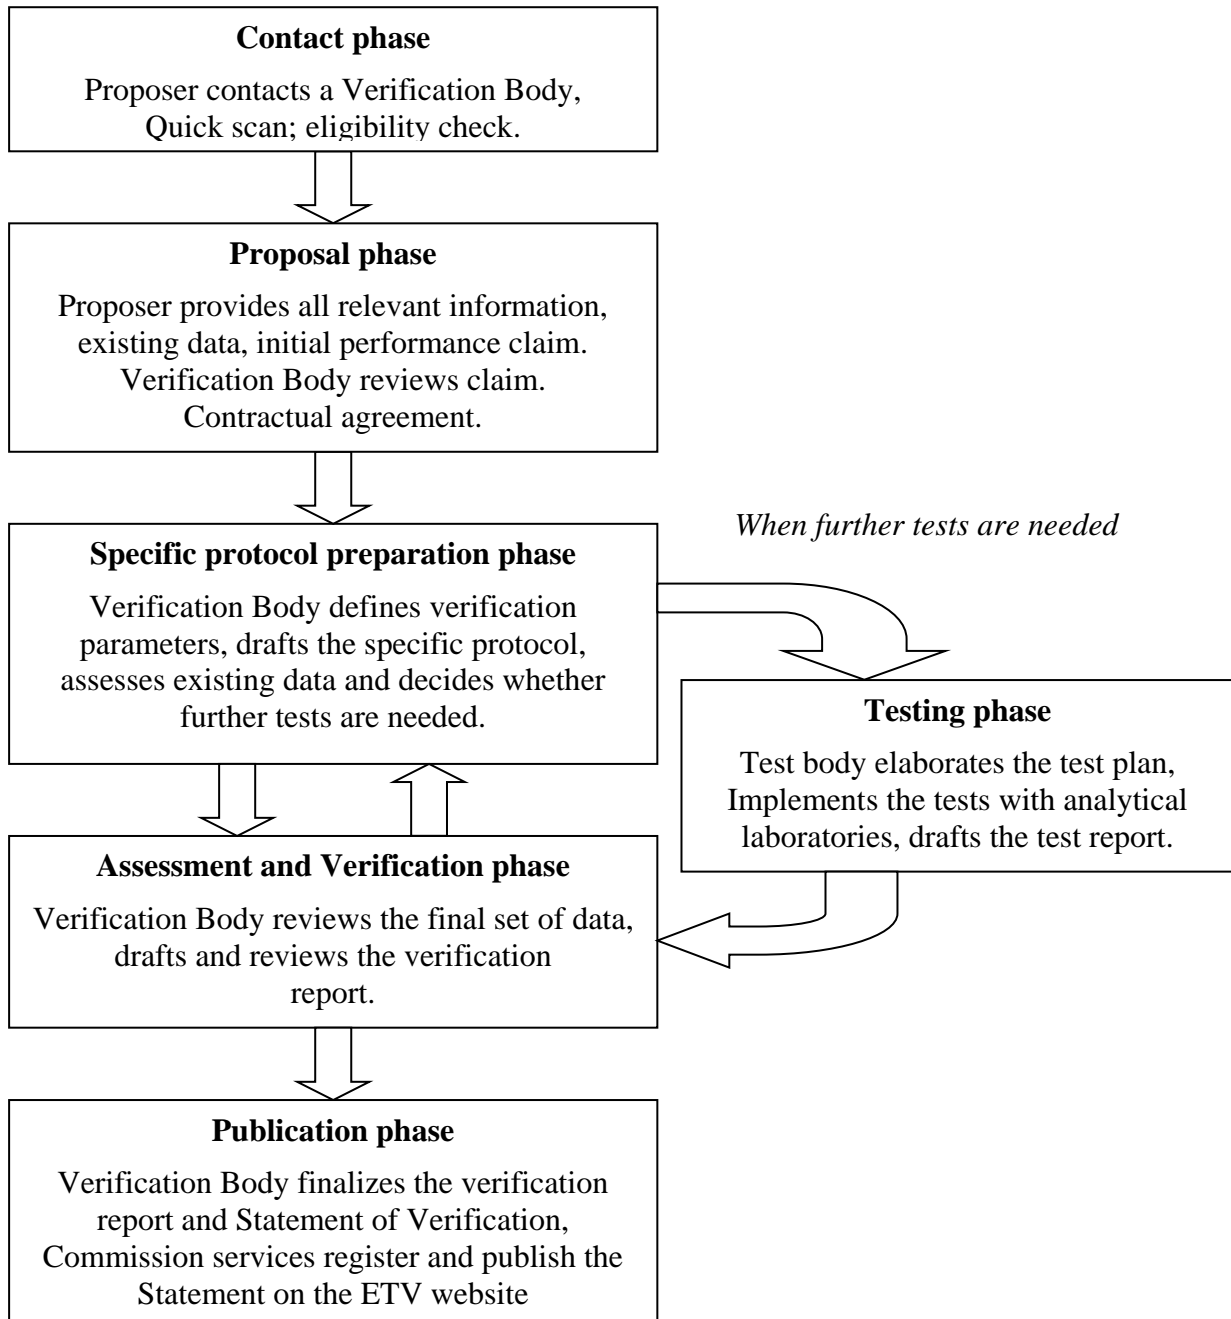 Contact phase
Proposer contacts a Verification Body,
Quick scan; eligibility check.
Proposal phase
Proposer provides all relevant information,
existing data, initial performance claim.
Verification Body reviews claim.
Contractual agreement.
When further tests are needed
Specific protocol preparation phase
Verification Body defines verification
parameters, drafts the specific protocol,
assesses existing data and decides whether
further tests are needed.
Testing phase
Test body elaborates the test plan,
Implements the tests with analytical
laboratories, drafts the test report.
Assessment and Verification phase
Verification Body reviews the final set of data,
drafts and reviews the verification
report.
Publication phase
Verification Body finalizes the verification
report and Statement of Verification,
Commission services register and publish the
Statement on the ETV website